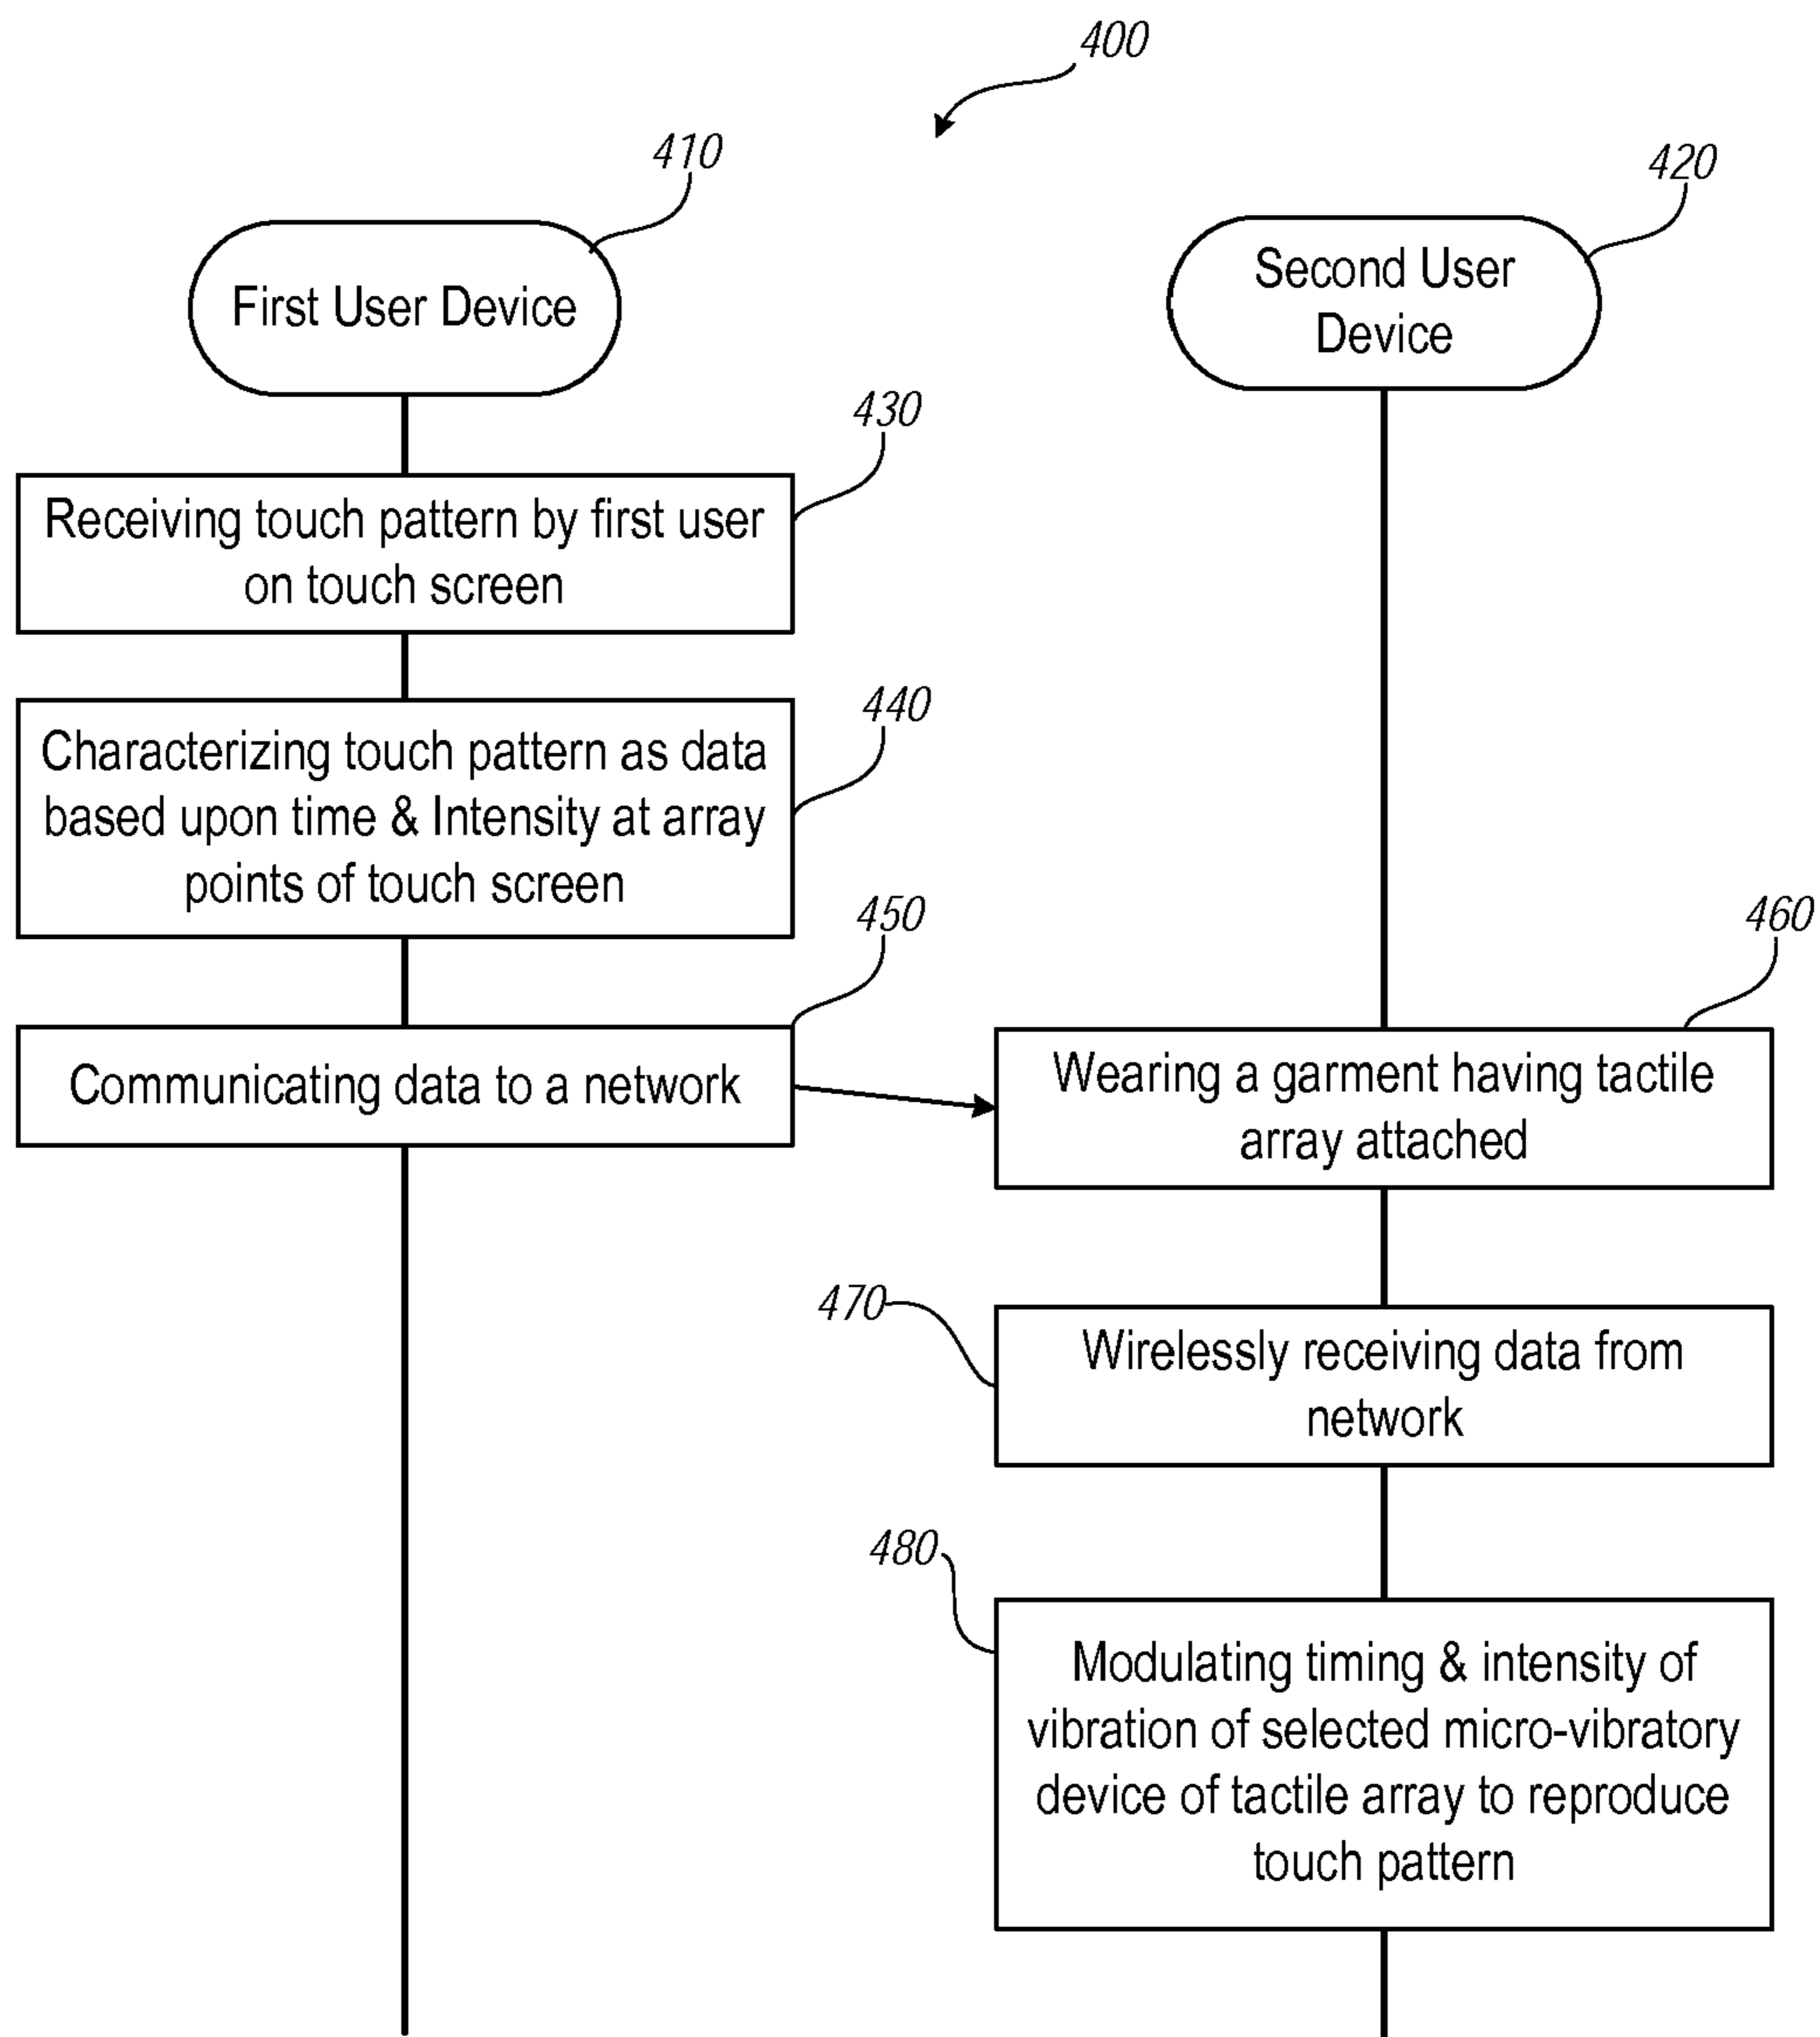 400
410
420
First User Device
Second User
Device
430
Receiving touch pattern by first user
on touch screen
440
Characterizing touch pattern as data
based upon time & Intensity at array
points of touch screen
450
460
Communicating data to a network
Wearing a garment having tactile
array attached
470
Wirelessly receiving data from
network
480
Modulating timing & intensity of
vibration of selected micro-vibratory
device of tactile array to reproduce
touch pattern